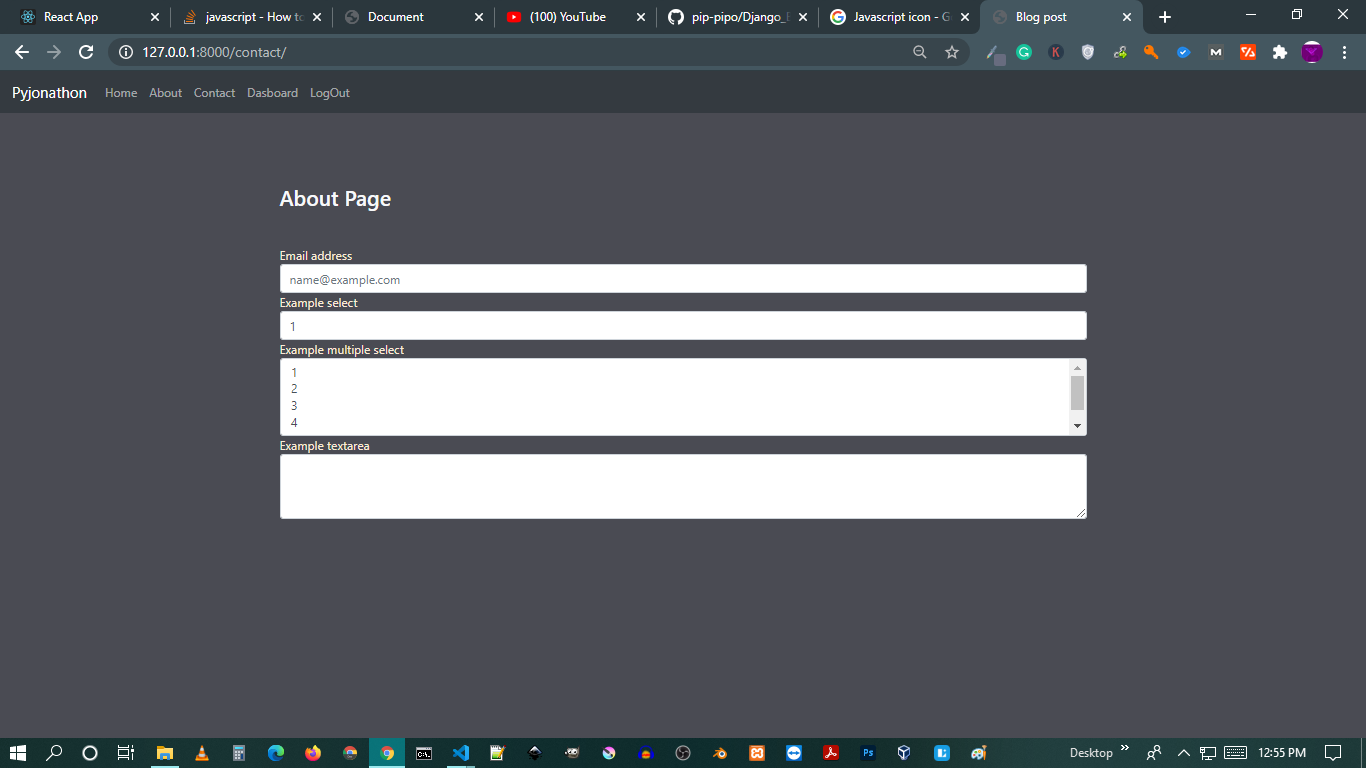 React App
javascript - How to
Document
(100) YouTube
pip-pipo/Django_
Javascript icon - G
Blog post
127.0.0.1:8000/contact/
Pyjonathon Home About Contact Dasboard LogOut
About Page
Email address
name@example.com
Example select
1
Example multiple select
1
2
3
4
Example textarea
Desktop
12:55 PM